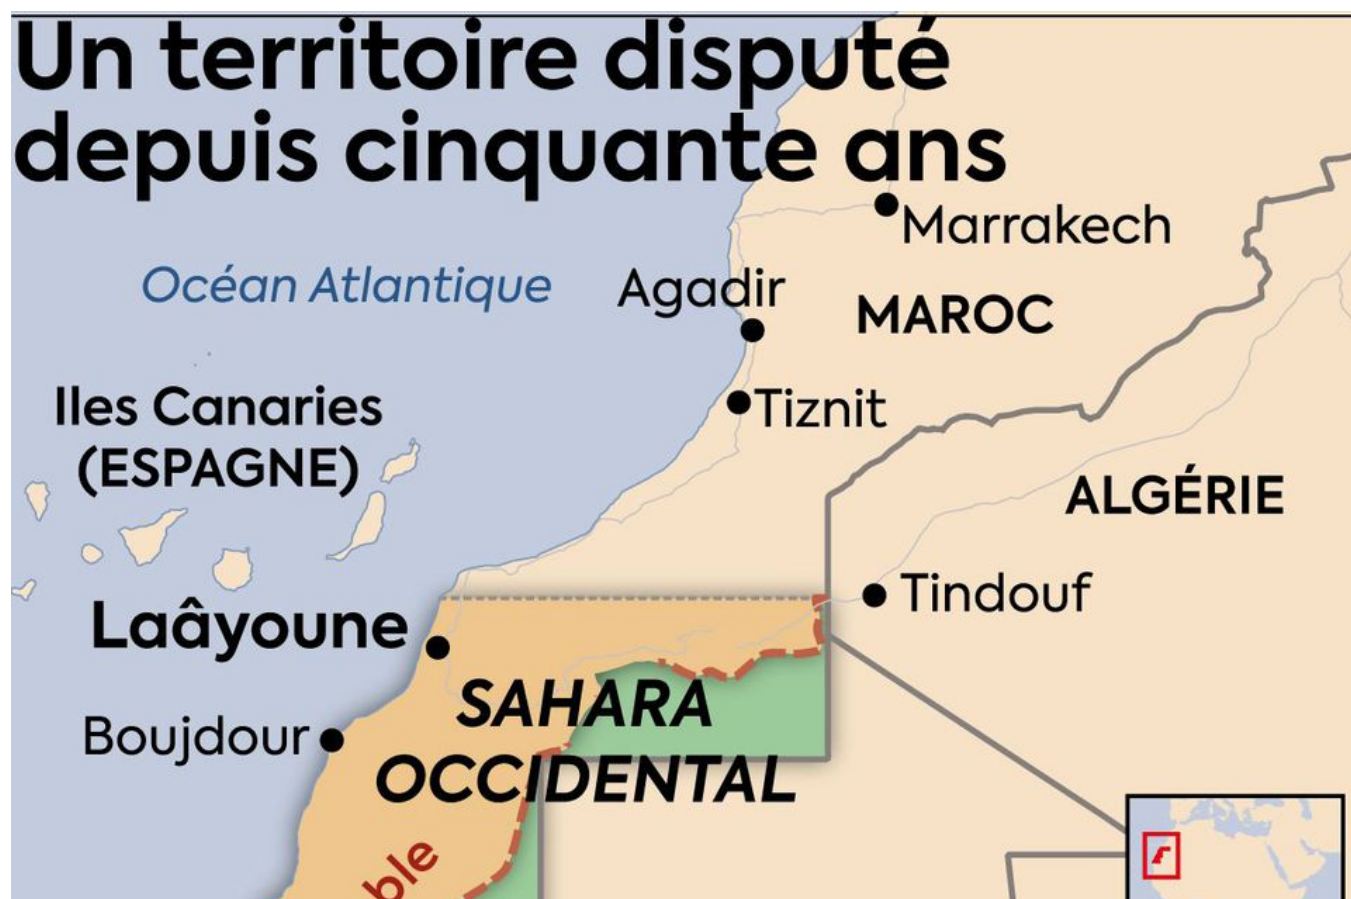 Un territoire disputé
depuis cinquante ans
Marrakech
Océan Atlantique
Agadir
MAROC
Iles Canaries
(ESPAGNE)
Tiznit
ALGÉRIE
Tindouf
Laâyoune
SAHARA
OCCIDENTAL
Boujdour
ble